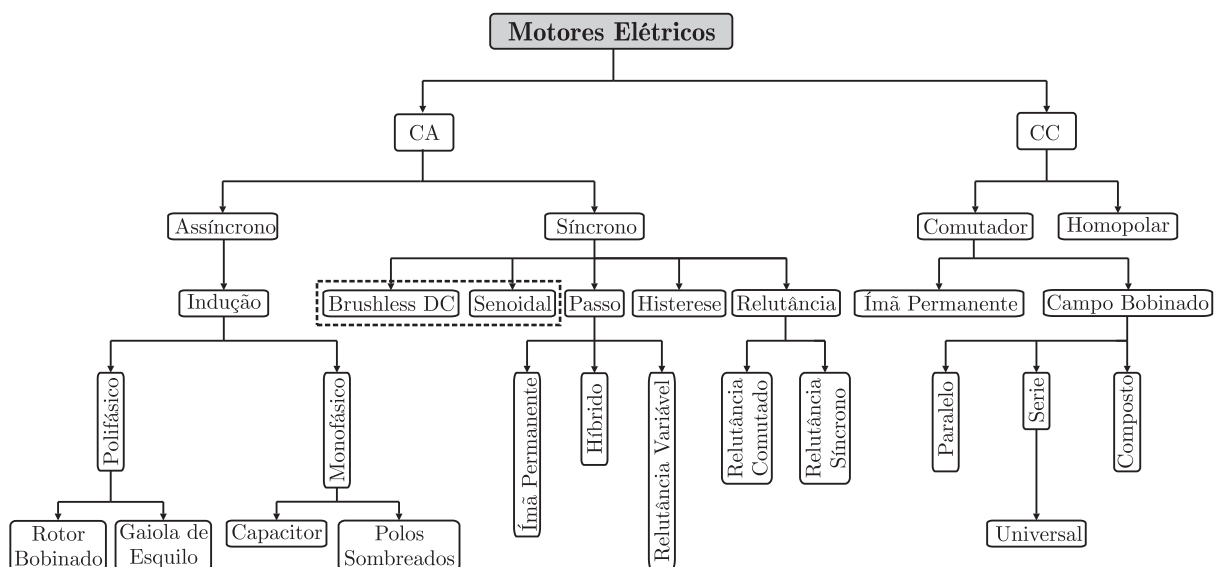 Motores Elétricos
CA
CC
Assíncrono
Síncrono
Comutador
Homopolar
Indução
Brushless DC
Senoidal
Passo
Histerese
Relutância
Ímã Permanente
Campo Bobinado
Polifásico
Monofásico
Ímã Permanente
Híbrido
Relutância Variável
Relutância
Comutado
Relutância
Síncrono
Paralelo
Serie
Composto
Rotor
Bobinado
Gaiola de
Esquilo
Capacitor
Polos
Sombreados
Universal